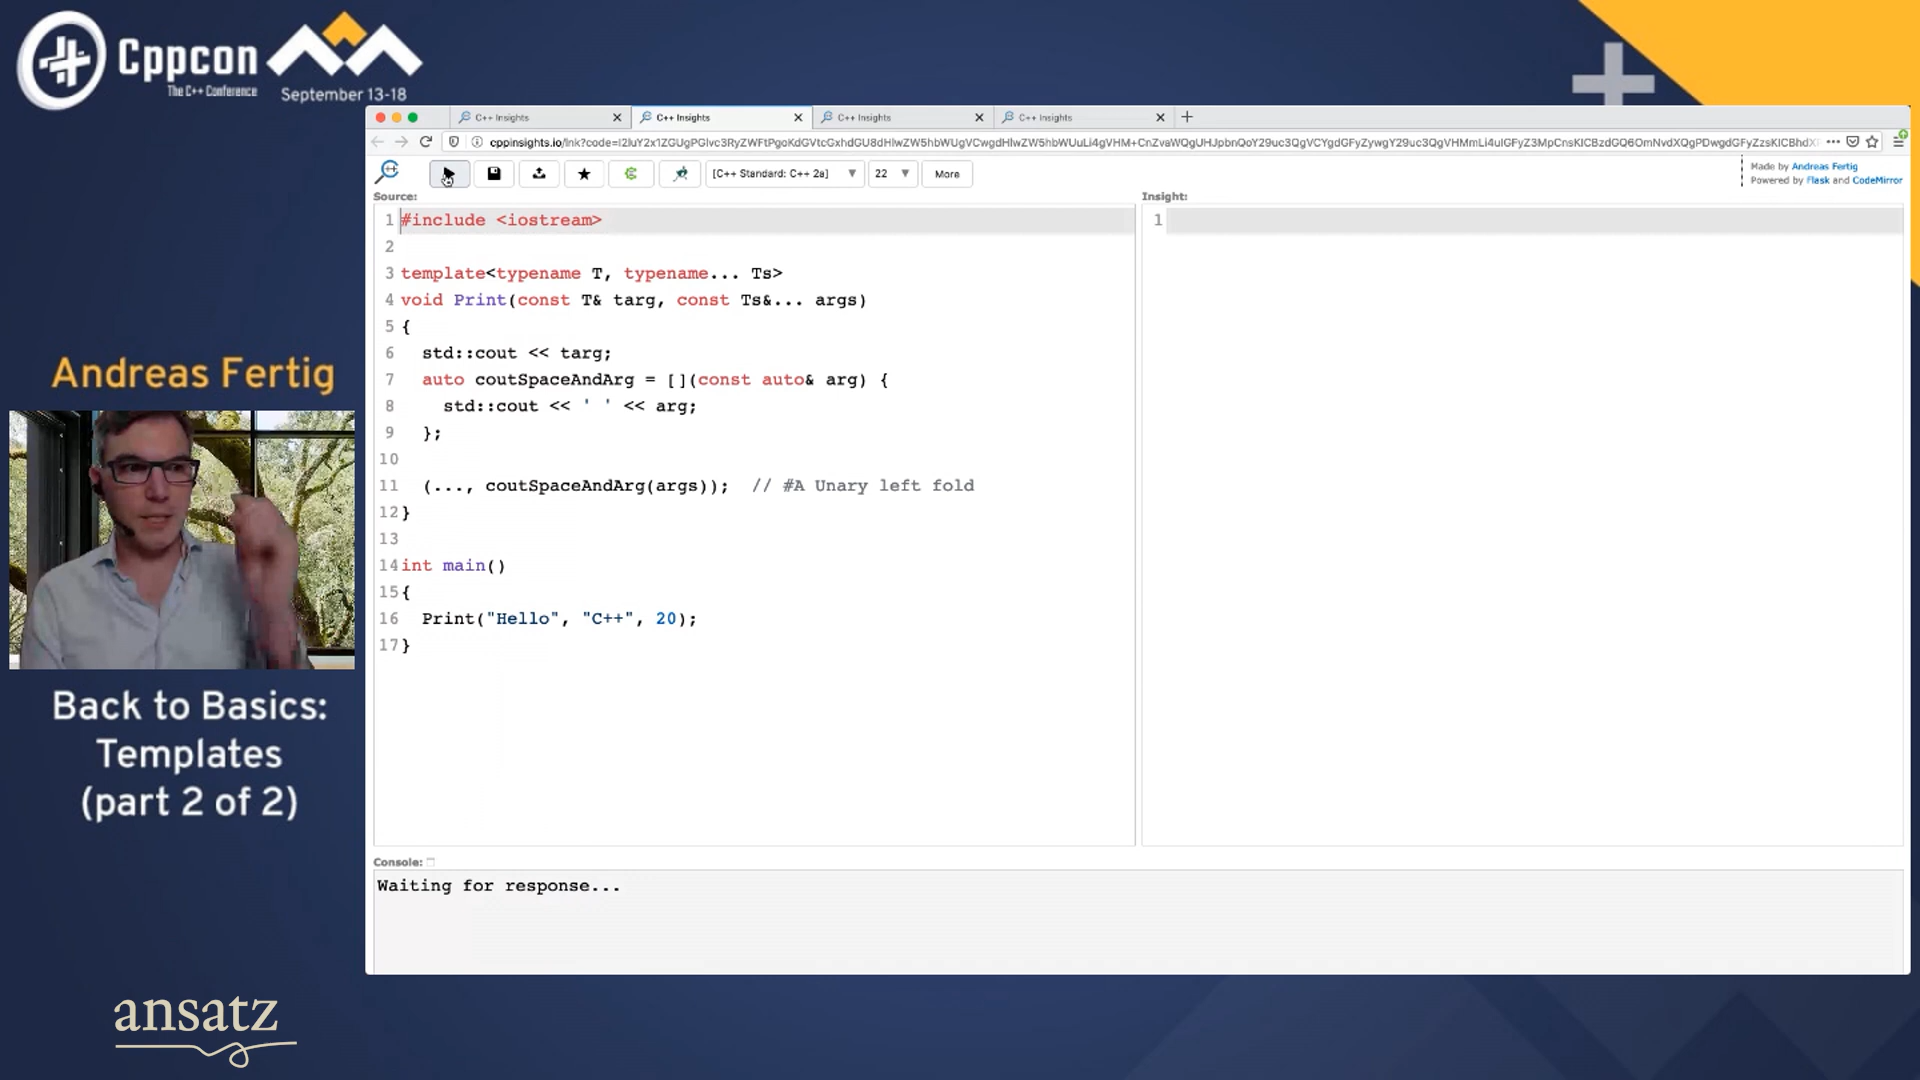 Cppcon
The C++ Conference
September 13-18
C++ Insights
C++ Insights
C++ Insights
C++ Insights
[C++ Standard: C++ 2a]
22
More
Made by Andreas Fertig
Powered by Flask and CodeMirror
Source:
1 #include <iostream>
2
3 template<typename T, typename... Ts>
4 void Print(const T& targ, const Ts&... args)
5 {
6 std::cout << targ;
7 auto coutSpaceAndArg = [](const auto& arg) {
8 std::cout << ' ' << arg;
9 };
10
11 (..., coutSpaceAndArg(args)); // #A Unary left fold
12 }
13
14 int main()
15 {
16 Print("Hello", "C++", 20);
17 }
Insight:
1
Console:
Waiting for response...
Andreas Fertig
Back to Basics:
Templates
(part 2 of 2)
ansatz